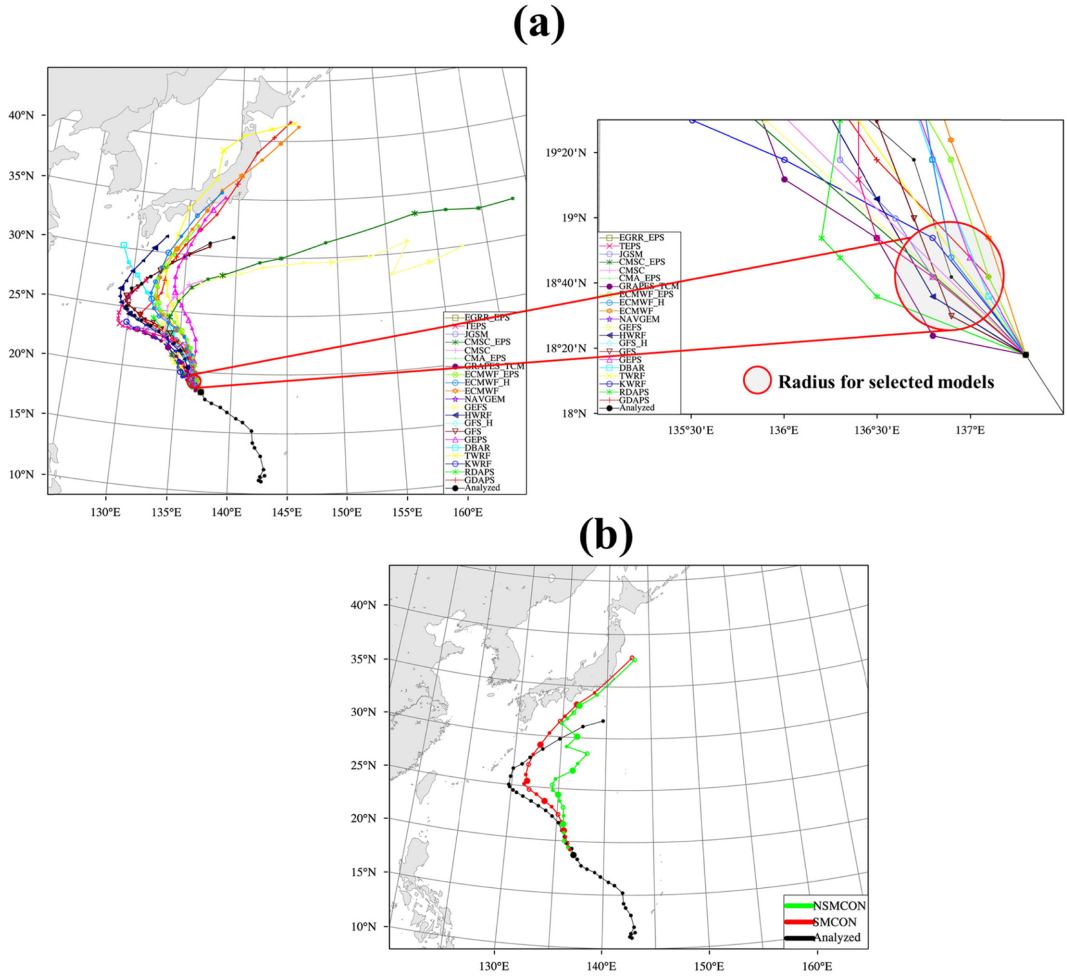 (a)
40°N
35°N
30°N
25°N
20°N
15°N
10°N
130°E
135°E
140°E
145°E
150°E
155°E
160°E
EGRR_EPS
TEPS
JGSM
CMSC_EPS
CMSC
CMA_EPS
GRAPES_TCM
ECMWF_EPS
ECMWF_H
ECMWF
NAVGEM
GEFS
HWRF
GFS_H
GFS
GEPS
DBAR
TWRF
KWRF
RDAPS
GDAPS
Analyzed
19°20'N
19°N
18°40'N
18°20'N
18°N
135°30'E
136°E
136°30'E
137°E
EGRR_EPS
TEPS
JGSM
CMSC_EPS
CMSC
CMA_EPS
GRAPES_TCM
ECMWF_EPS
ECMWF_H
ECMWF
NAVGEM
GEFS
HWRF
GFS_H
GFS
GEPS
DBAR
TWRF
KWRF
RDAPS
GDAPS
Analyzed
Radius for selected models
(b)
40°N
35°N
30°N
25°N
20°N
15°N
10°N
130°E
140°E
150°E
160°E
NSMCON
SMCON
Analyzed